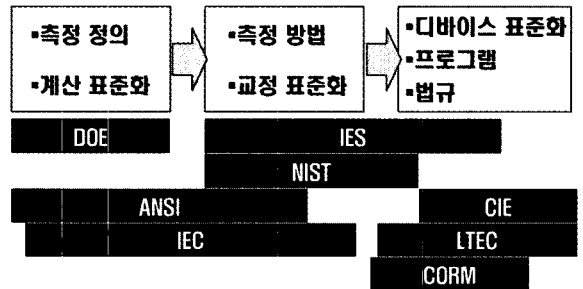 ▪측정 정의
▪계산 표준화
▪측정 방법
▪교정 표준화
▪디바이스 표준화
▪프로그램
▪법규
DOE
IES
NIST
ANSI
CIE
IEC
LTEC
CORM